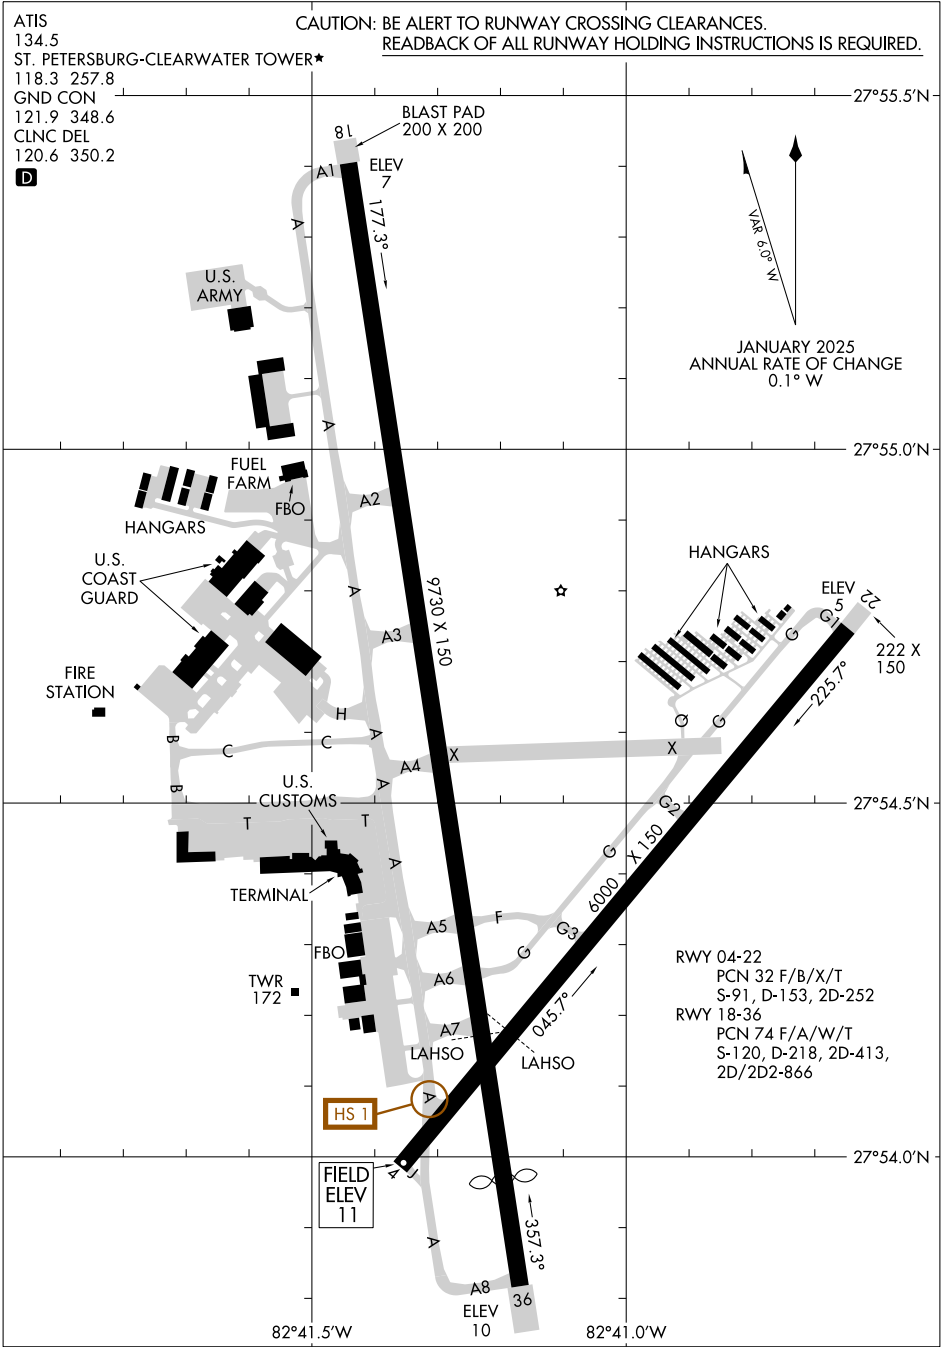 ATIS
134.5
ST. PETERSBURG-CLEARWATER TOWER★
118.3 257.8
GND CON
121.9 348.6
CLNC DEL
120.6 350.2
D
CAUTION: BE ALERT TO RUNWAY CROSSING CLEARANCES.
READBACK OF ALL RUNWAY HOLDING INSTRUCTIONS IS REQUIRED.
27°55.5'N
BLAST PAD
200 X 200
18
A1
ELEV
7
177.3°
A
VAR 6.0° W
JANUARY 2025
ANNUAL RATE OF CHANGE
0.1° W
U.S.
ARMY
A
27°55.0'N
FUEL
FARM
FBO
A2
HANGARS
U.S.
COAST
GUARD
A
9730 X 150
HANGARS
ELEV
5
22
G1
G
222 X
150
225.7°
A3
FIRE
STATION
H
G
G
B
C
C
A
X
X
A4
B
A
U.S.
CUSTOMS
27°54.5'N
T
T
G2
A
G
6000 X 150
TERMINAL
A5
F
G3
FBO
G
A6
TWR
172
045.7°
A7
LAHSO
LAHSO
RWY 04-22
PCN 32 F/B/X/T
S-91, D-153, 2D-252
RWY 18-36
PCN 74 F/A/W/T
S-120, D-218, 2D-413,
2D/2D2-866
HS 1
A
27°54.0'N
FIELD
ELEV
11
4
J
357.3°
A
A8
36
ELEV
10
82°41.5'W
82°41.0'W